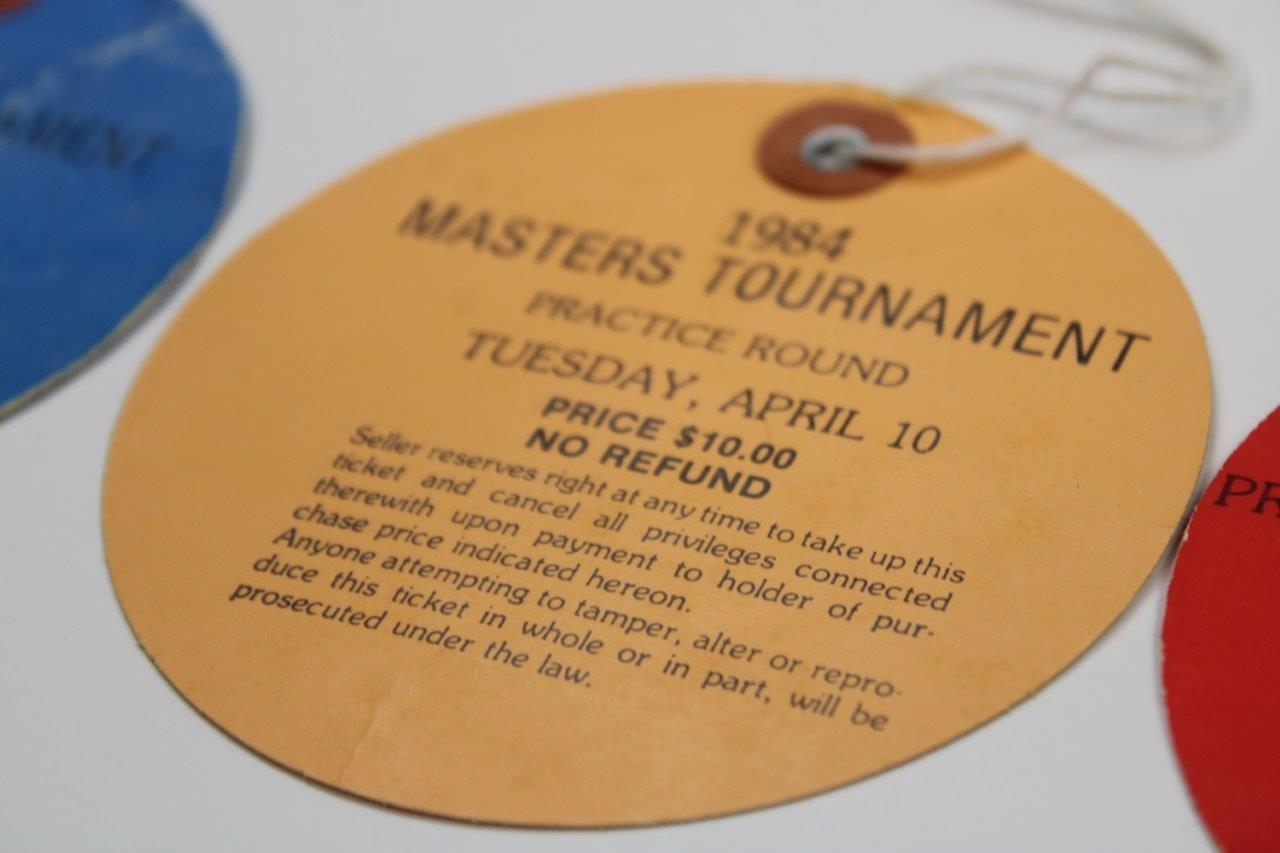 1984
MASTERS TOURNAMENT
PRACTICE ROUND
TUESDAY, APRIL 10
PRICE $10.00
NO REFUND
Seller reserves right at any time to take up this
ticket and cancel all privileges connected
therewith upon payment to holder of pur-
chase price indicated hereon.
Anyone attempting to tamper, alter or repro-
duce this ticket in whole or in part, will be
prosecuted under the law.
PR